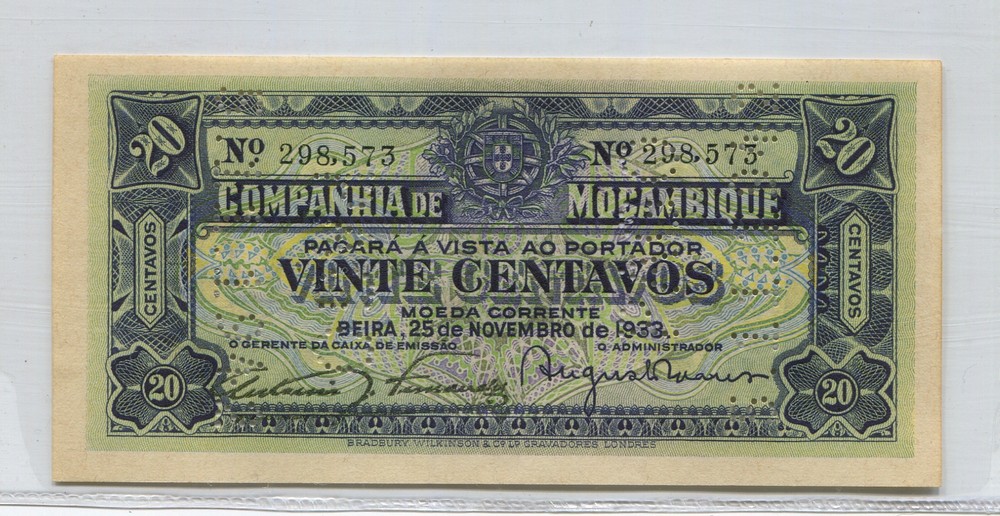 20 20
Nº 298,573 Nº 298,573
COMPANHIA DE MOÇAMBIQUE
PAGARÁ Á VISTA AO PORTADOR
VINTE CENTAVOS
MOEDA CORRENTE
BEIRA, 25 de NOVEMBRO de 1933.
O GERENTE DA CAIXA DE EMISSÃO O ADMINISTRADOR
CENTAVOS CENTAVOS
20 20
BRADBURY, WILKINSON & Cº Lᴰ GRAVADORES LONDRES